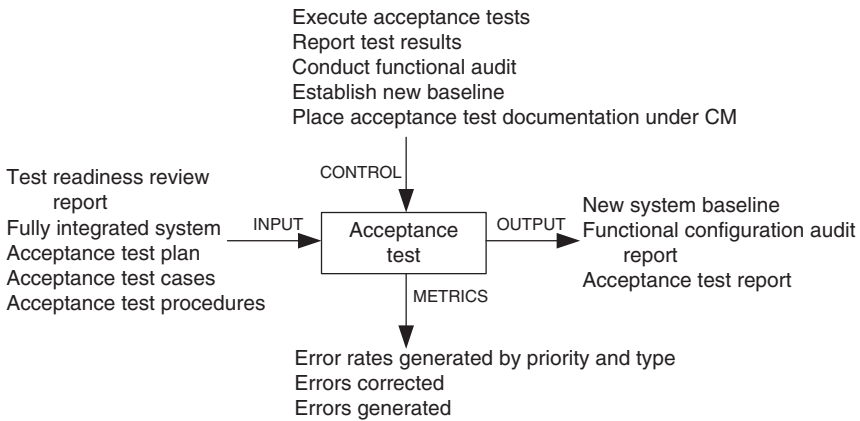 Execute acceptance tests
Report test results
Conduct functional audit
Establish new baseline
Place acceptance test documentation under CM
CONTROL
Test readiness review
report
Fully integrated system
Acceptance test plan
Acceptance test cases
Acceptance test procedures
INPUT
Acceptance
test
OUTPUT
New system baseline
Functional configuration audit
report
Acceptance test report
METRICS
Error rates generated by priority and type
Errors corrected
Errors generated